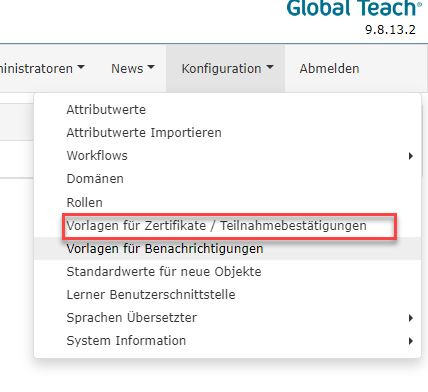 Global Teach®
9.8.13.2
ninistratoren News Konfiguration Abmelden
Attributwerte
Attributwerte Importieren
Workflows
Domänen
Rollen
Vorlagen für Zertifikate / Teilnahmebestätigungen
Vorlagen für Benachrichtigungen
Standardwerte für neue Objekte
Lerner Benutzerschnittstelle
Sprachen Übersetzter
System Information